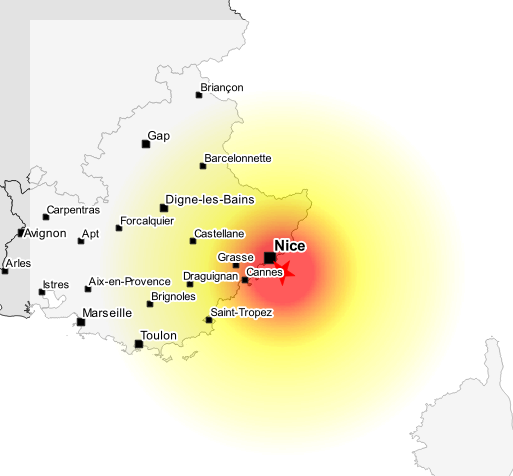 Briançon
Gap
Barcelonnette
Digne-les-Bains
Carpentras
Forcalquier
Avignon
Apt
Castellane
Nice
Arles
Grasse
Cannes
Istres
Aix-en-Provence
Draguignan
Brignoles
Marseille
Saint-Tropez
Toulon